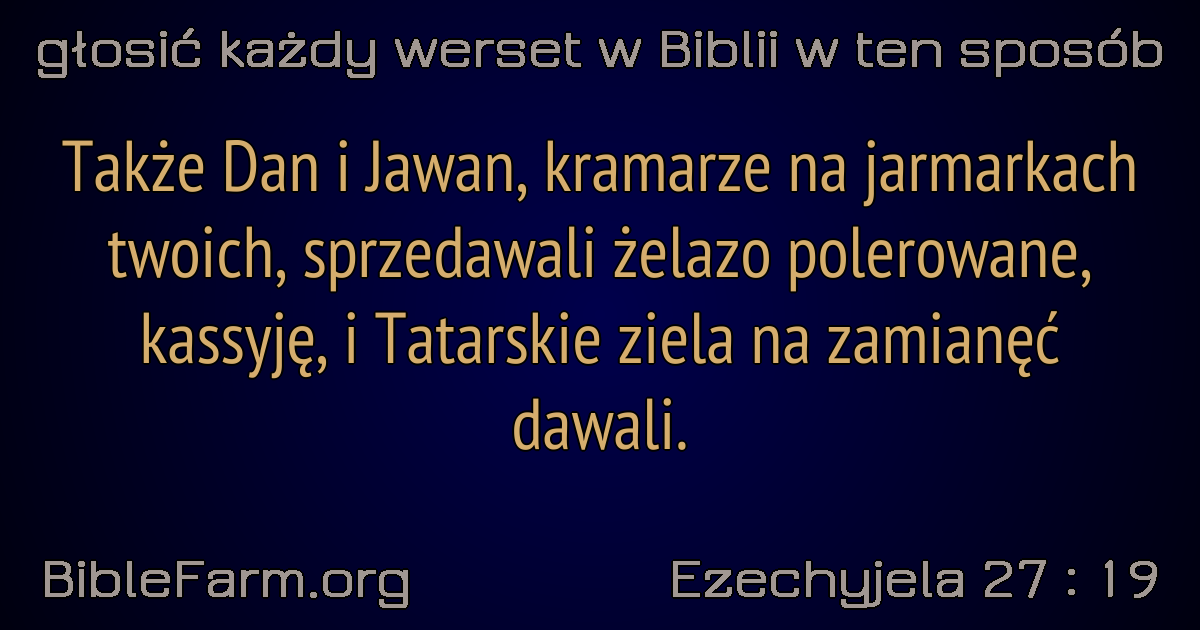 głosić każdy werset w Biblii w ten sposób
Także Dan i Jawan, kramarze na jarmarkach
twoich, sprzedawali żelazo polerowane,
kassyję, i Tatarskie ziela na zamianęć
dawali.
BibleFarm.org
Ezechyjela 27 : 19